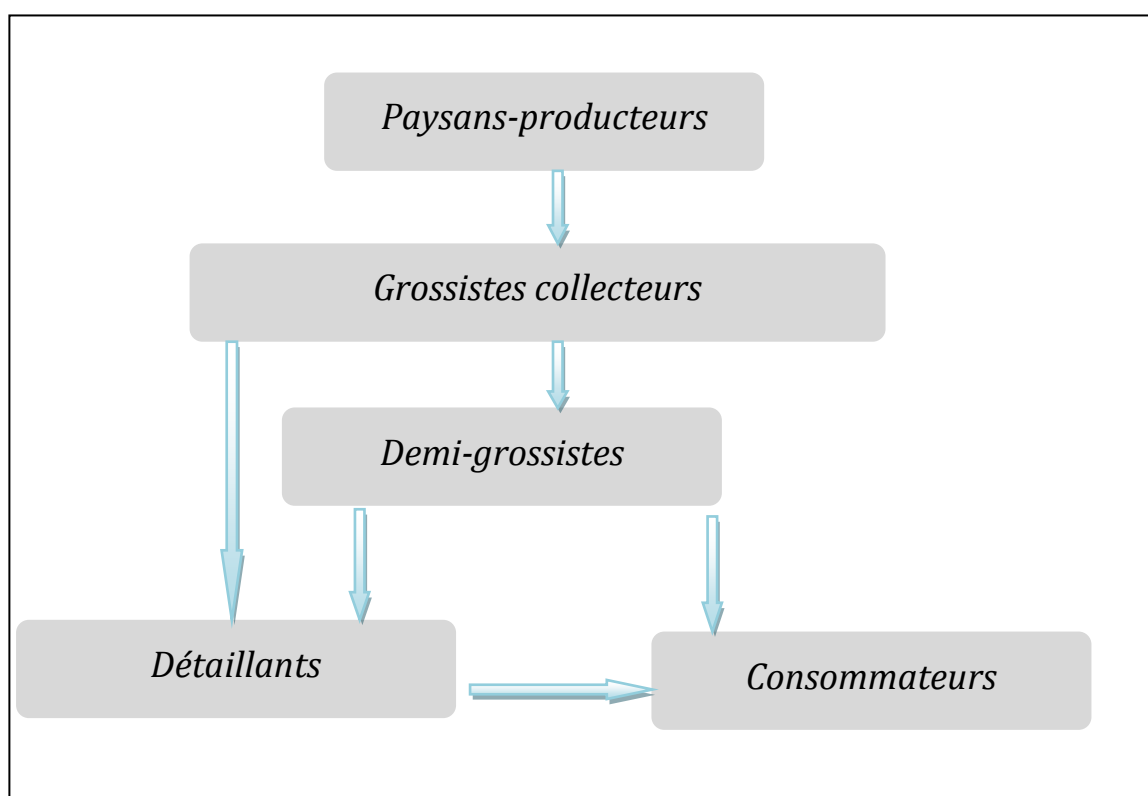 Paysans-producteurs
Grossistes collecteurs
Demi-grossistes
Détaillants
Consommateurs